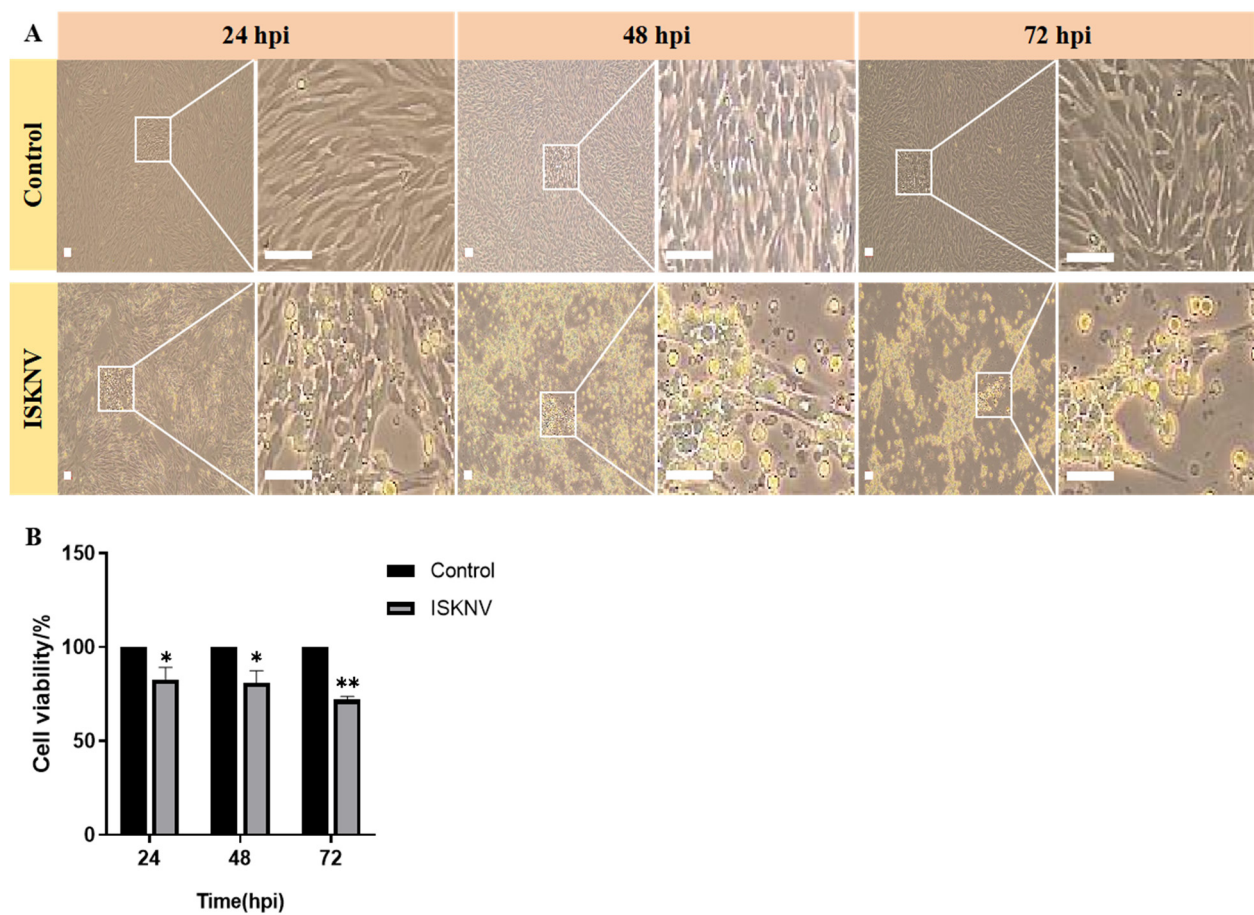 A
24 hpi
48 hpi
72 hpi
Control
ISKNV
B
150
100
50
0
Cell viability/%
* * **
24 48 72
Time(hpi)
Control
ISKNV